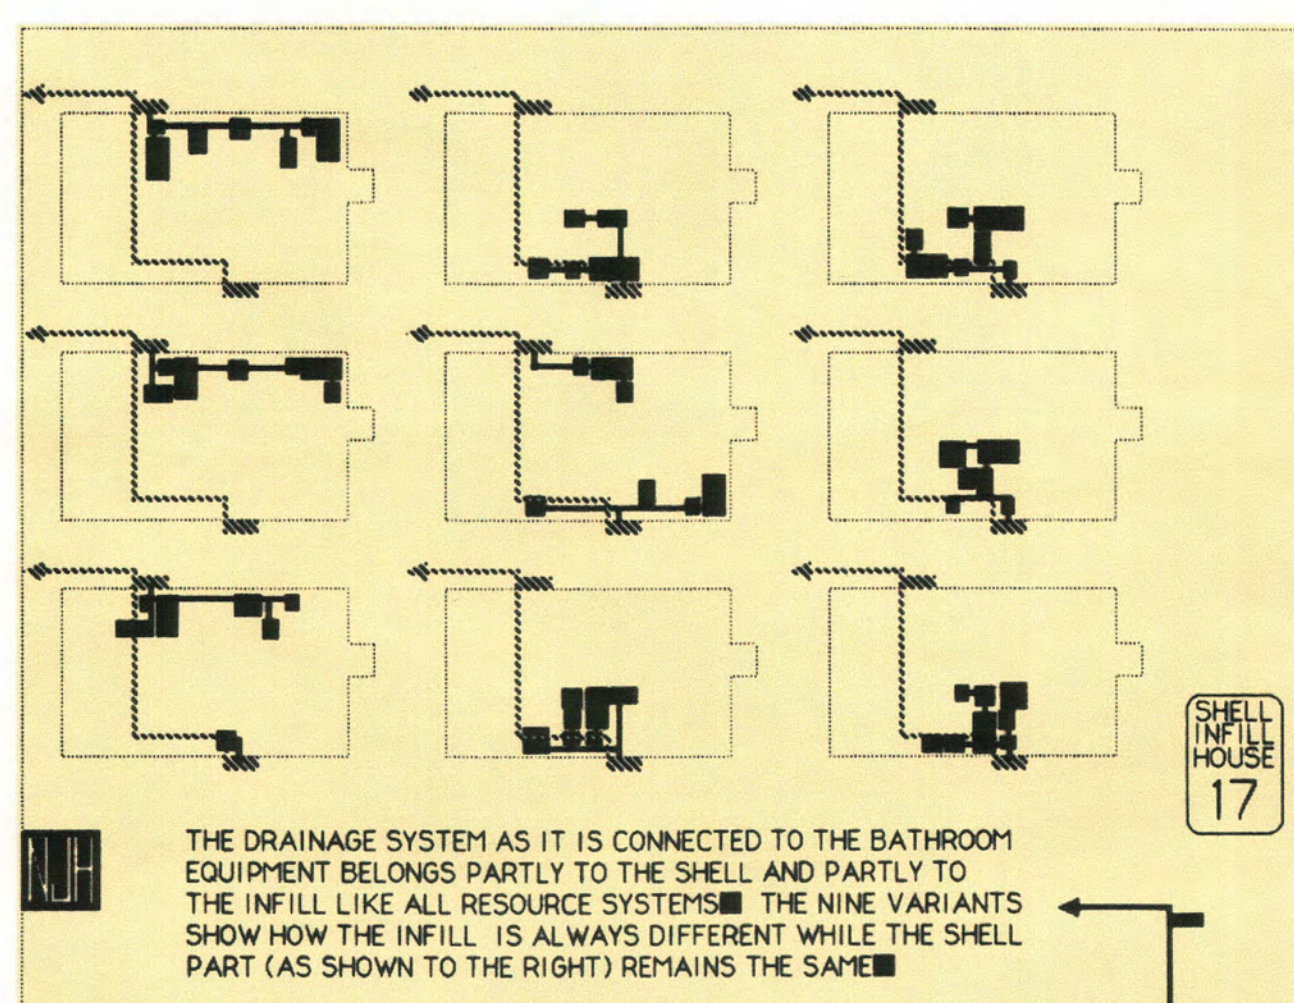 SHELL
INFILL
HOUSE
17
NJH
THE DRAINAGE SYSTEM AS IT IS CONNECTED TO THE BATHROOM
EQUIPMENT BELONGS PARTLY TO THE SHELL AND PARTLY TO
THE INFILL LIKE ALL RESOURCE SYSTEMS■ THE NINE VARIANTS
SHOW HOW THE INFILL IS ALWAYS DIFFERENT WHILE THE SHELL
PART (AS SHOWN TO THE RIGHT) REMAINS THE SAME■